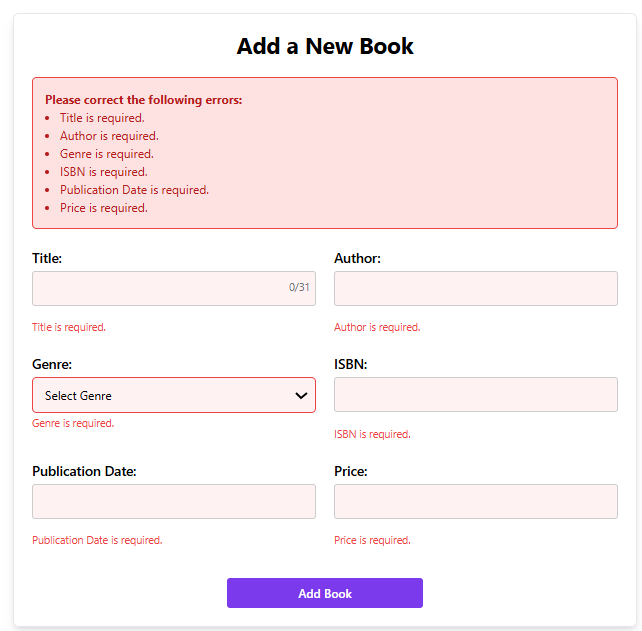 Add a New Book
Please correct the following errors:
• Title is required.
• Author is required.
• Genre is required.
• ISBN is required.
• Publication Date is required.
• Price is required.
Title:
0/31
Title is required.
Author:
Author is required.
Genre:
Select Genre
Genre is required.
ISBN:
ISBN is required.
Publication Date:
Publication Date is required.
Price:
Price is required.
Add Book